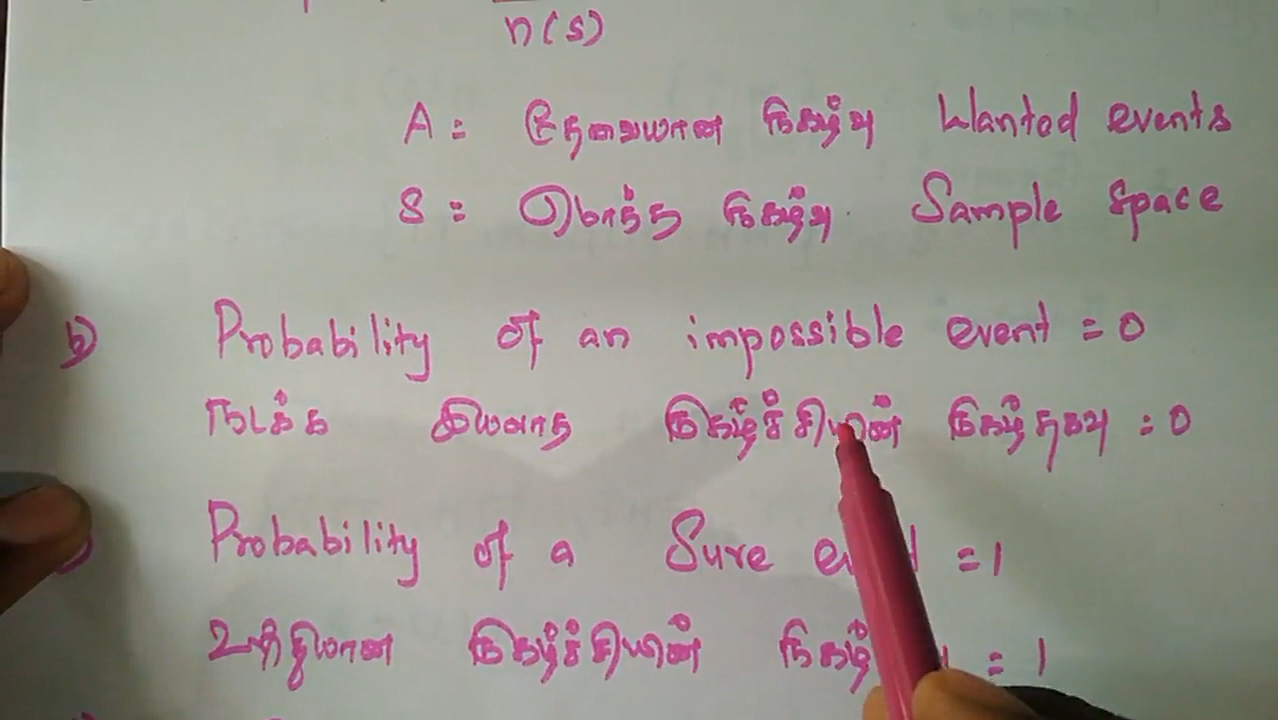 n(s)
A = தேவையான நிகழ்வு Wanted events
S = மொத்த நிகழ்வு. Sample Space
b) Probability of an impossible event = 0
நடக்க இயலாத நிகழ்ச்சியின் நிகழ்தகவு = 0
Probability of a Sure = 1
உறுதியான நிகழ்ச்சியின் = 1